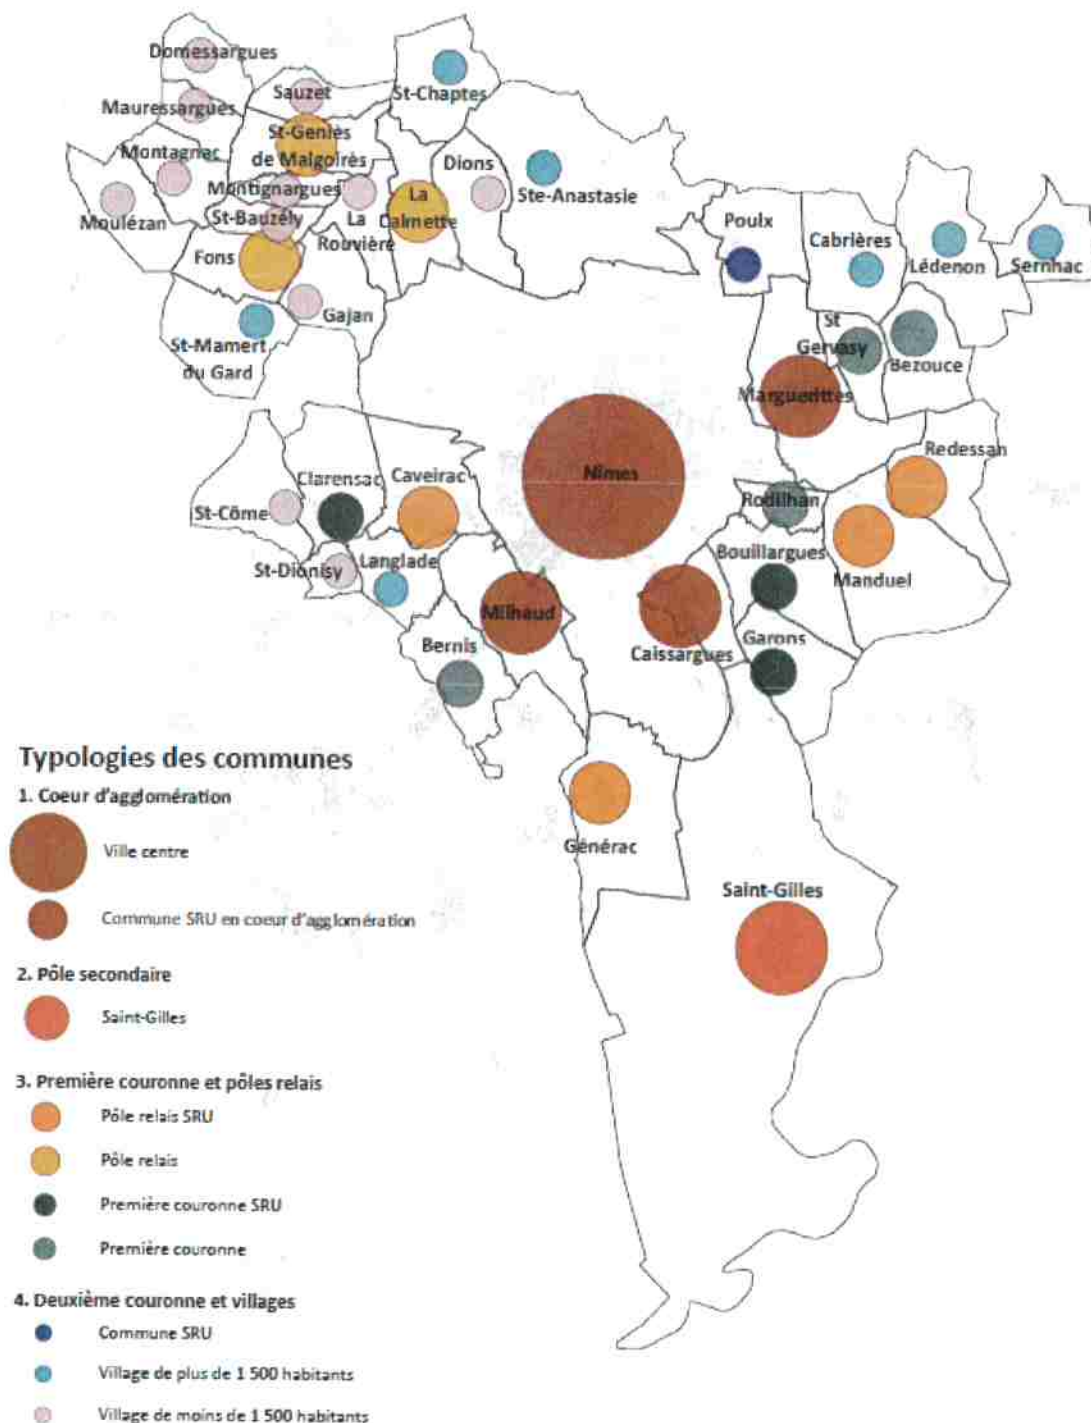 Domessargues
Sauzet
St-Chaptes
Mauressargues
St-Geniès
de Malgoirès
Montagnac
Dions
Montignargues
Ste-Anastasie
Moulézan
St-Bauzély
La
Rouvière
La
Calmette
Poulx
Cabrières
Lédenon
Sernhac
Fons
Gajan
St-Mamert
du Gard
St
Gervasy
Bezouce
Marguerittes
Redessan
Nîmes
Clarensac
Caveirac
St-Côme
Rodilhan
Bouillargues
Manduel
St-Dionisy
Langlade
Milhaud
Bernis
Caissargues
Garons
Générac
Saint-Gilles
Typologies des communes
1. Coeur d'agglomération
Ville centre
Commune SRU en coeur d'agglomération
2. Pôle secondaire
Saint-Gilles
3. Première couronne et pôles relais
Pôle relais SRU
Pôle relais
Première couronne SRU
Première couronne
4. Deuxième couronne et villages
Commune SRU
Village de plus de 1 500 habitants
Village de moins de 1 500 habitants